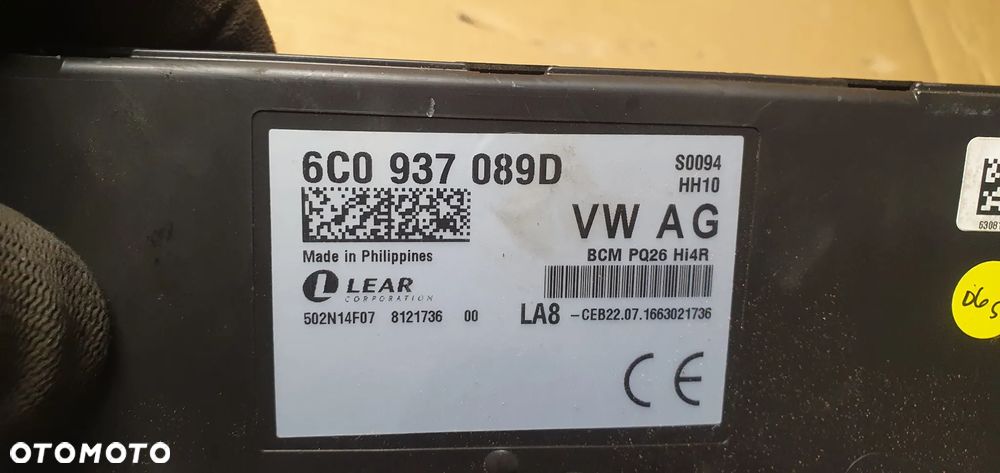 6C0 937 089D
S0094
HH10
VW AG
Made in Philippines
BCM PQ26 Hi4R
LEAR
CORPORATION
502N14F07 8121736 00
LA8 -CEB22.07.1663021736
CE
D6
OTOMOTO